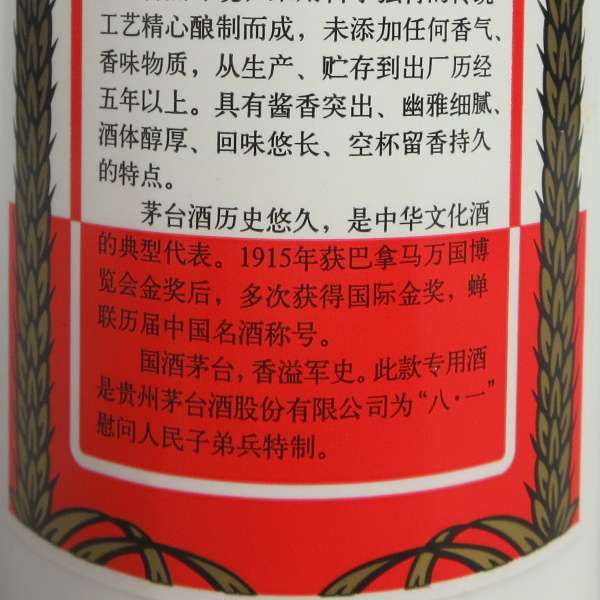 工艺精心酿制而成，未添加任何香气、
香味物质，从生产、贮存到出厂历经
五年以上。具有酱香突出、幽雅细腻、
酒体醇厚、回味悠长、空杯留香持久
的特点。
茅台酒历史悠久，是中华文化酒
的典型代表。1915年获巴拿马万国博
览会金奖后，多次获得国际金奖，蝉
联历届中国名酒称号。
国酒茅台，香溢军史。此款专用酒
是贵州茅台酒股份有限公司为“八·一”
慰问人民子弟兵特制。